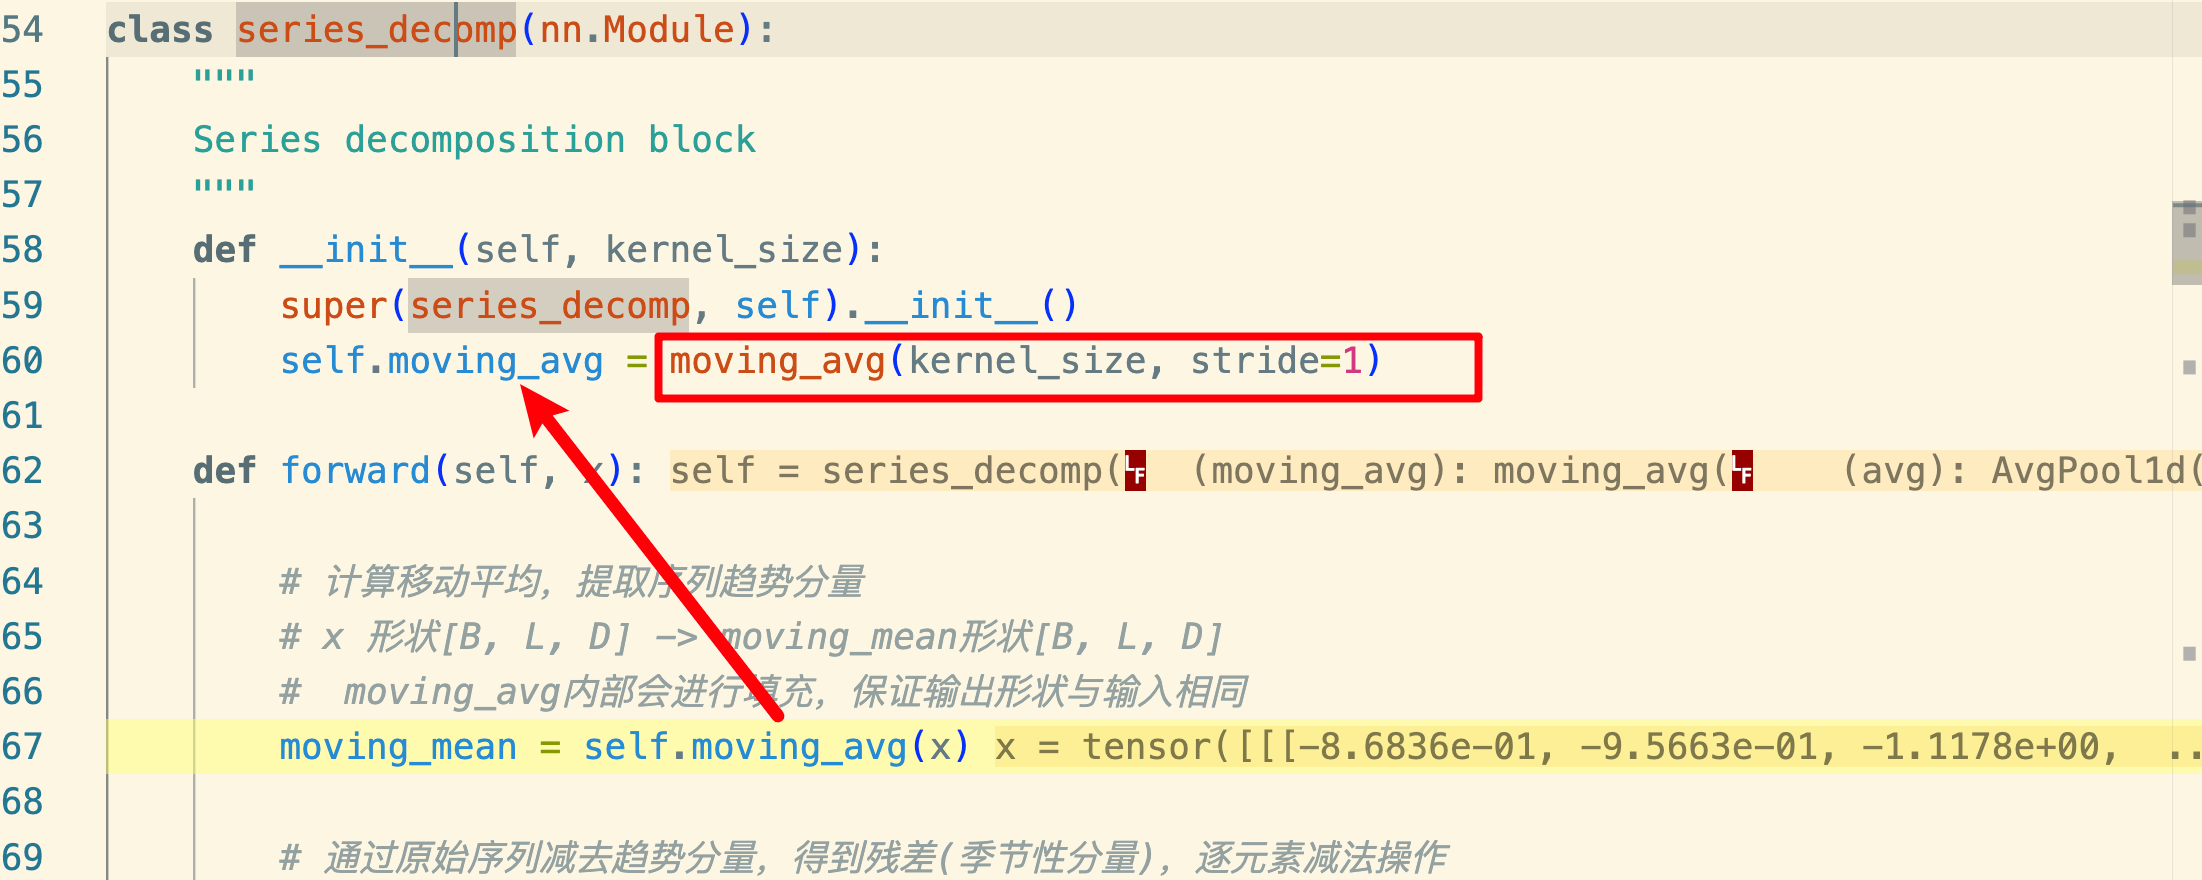 54 class series_decomp(nn.Module):
55 """
56 Series decomposition block
57 """
58 def __init__(self, kernel_size):
59 super(series_decomp, self).__init__()
60 self.moving_avg = moving_avg(kernel_size, stride=1)
61
62 def forward(self, x): self = series_decomp(LF (moving_avg): moving_avg(LF (avg): AvgPool1d(
63
64 # 计算移动平均，提取序列趋势分量
65 # x 形状[B, L, D] -> moving_mean形状[B, L, D]
66 # moving_avg内部会进行填充，保证输出形状与输入相同
67 moving_mean = self.moving_avg(x) x = tensor([[[-8.6836e-01, -9.5663e-01, -1.1178e+00, ..
68
69 # 通过原始序列减去趋势分量，得到残差(季节性分量)，逐元素减法操作